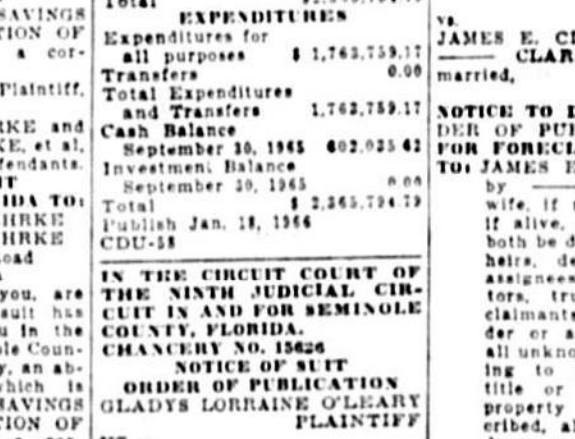 SAVINGS
TION OF
a cor-
Plaintiff,
RKE and
KE, et al,
fendants.
IT
IDA TO:
HRKE
HRKE
oad
you, are
suit has
u in the
le Coun-
y, an ab-
which is
SAVINGS
TION OF
Total
EXPENDITURES
Expenditures for
all purposes $ 1,763,759.17
Transfers 0.00
Total Expenditures
and Transfers 1,763,759.17
Cash Balance
September 30, 1965 602,035.62
Investment Balance
September 30, 1965 0.00
Total $ 2,365,794.79
Publish Jan. 18, 1966
CDU-58
IN THE CIRCUIT COURT OF
THE NINTH JUDICIAL CIR-
CUIT IN AND FOR SEMINOLE
COUNTY, FLORIDA.
CHANCERY NO. 15626
NOTICE OF SUIT
ORDER OF PUBLICATION
GLADYS LORRAINE O'LEARY
PLAINTIFF
vs.
JAMES E. CL
CLAR
married,
NOTICE TO D
DER OF PUB
FOR FORECL
TO: JAMES E
by
wife, if
if alive,
both be d
heirs, de
assignees
tors, tru
claimants
der or a
all unkno
ing to
title or
property
cribed, al